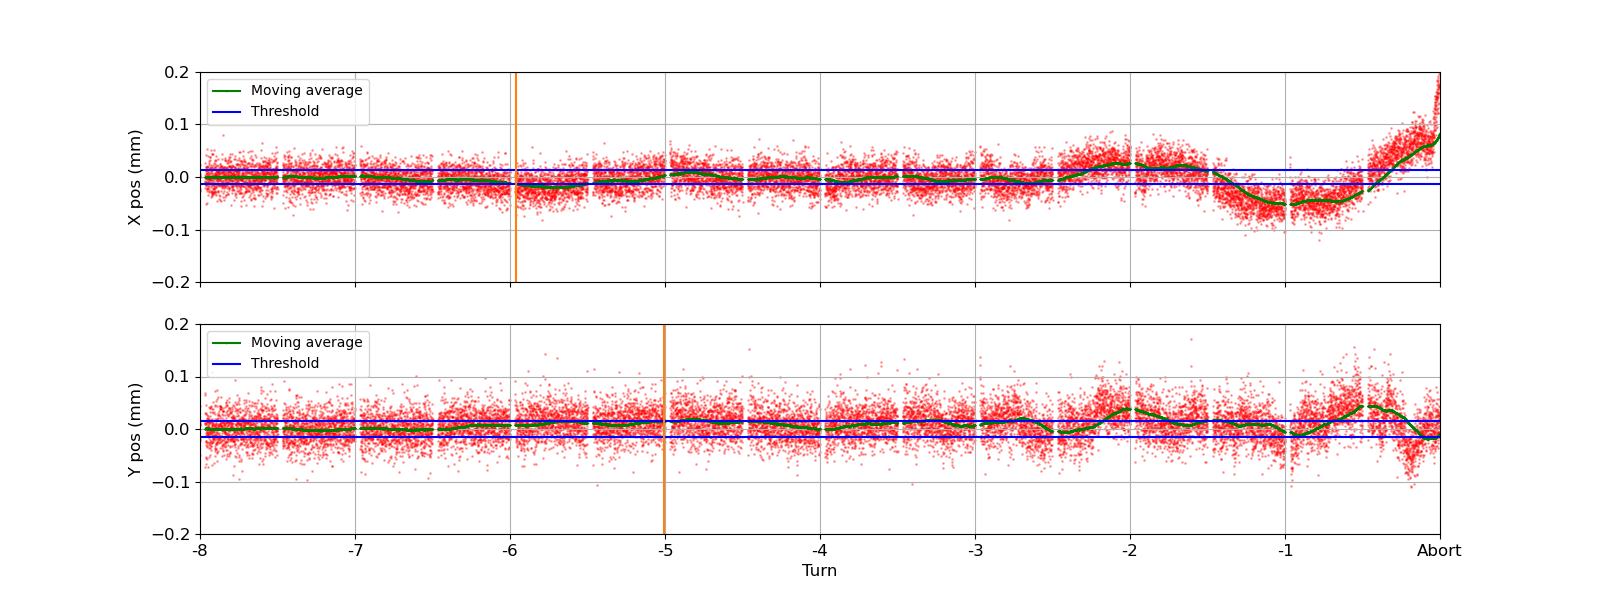 0.2
0.1
0.0
−0.1
−0.2
X pos (mm)
Moving average
Threshold
0.2
0.1
0.0
−0.1
−0.2
Y pos (mm)
Moving average
Threshold
-8 -7 -6 -5 -4 -3 -2 -1 Abort
Turn